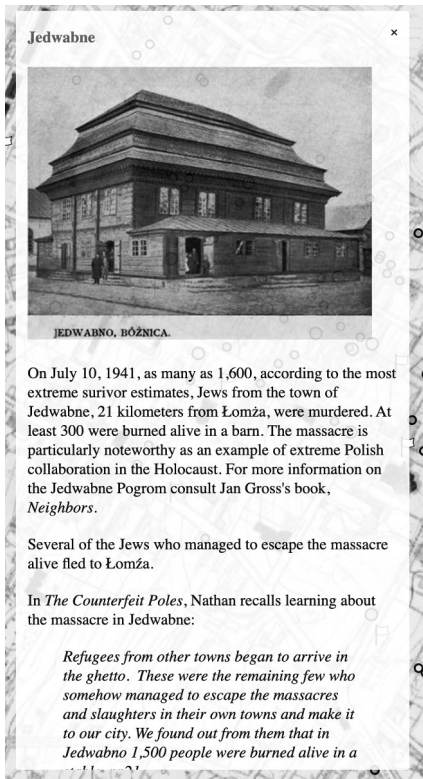 Jedwabne
×
JEDWABNO, BÓŻNICA.
On July 10, 1941, as many as 1,600, according to the most
extreme surivor estimates, Jews from the town of
Jedwabne, 21 kilometers from Łomża, were murdered. At
least 300 were burned alive in a barn. The massacre is
particularly noteworthy as an example of extreme Polish
collaboration in the Holocaust. For more information on
the Jedwabne Pogrom consult Jan Gross's book,
Neighbors.
Several of the Jews who managed to escape the massacre
alive fled to Łomźa.
In The Counterfeit Poles, Nathan recalls learning about
the massacre in Jedwabne:
Refugees from other towns began to arrive in
the ghetto. These were the remaining few who
somehow managed to escape the massacres
and slaughters in their own towns and make it
to our city. We found out from them that in
Jedwabno 1,500 people were burned alive in a